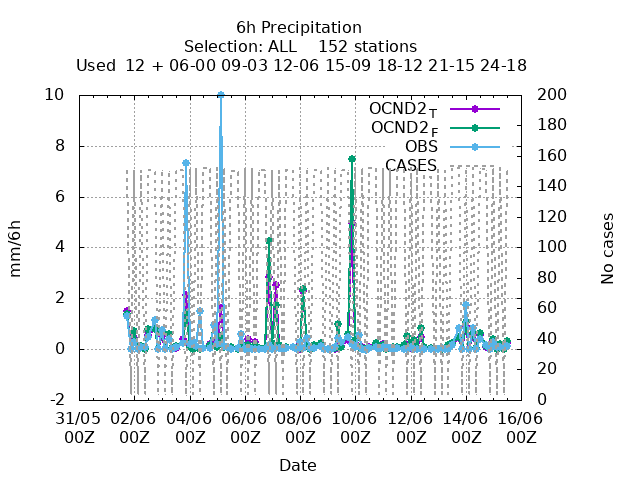 6h Precipitation
Selection: ALL 152 stations
Used 12 + 06-00 09-03 12-06 15-09 18-12 21-15 24-18
OCND2 T
OCND2 F
OBS
CASES
mm/6h
10
8
6
4
2
0
-2
200
180
160
140
120
100
80
60
40
20
0
No cases
31/05 02/06 04/06 06/06 08/06 10/06 12/06 14/06 16/06
00Z 00Z 00Z 00Z 00Z 00Z 00Z 00Z 00Z
Date